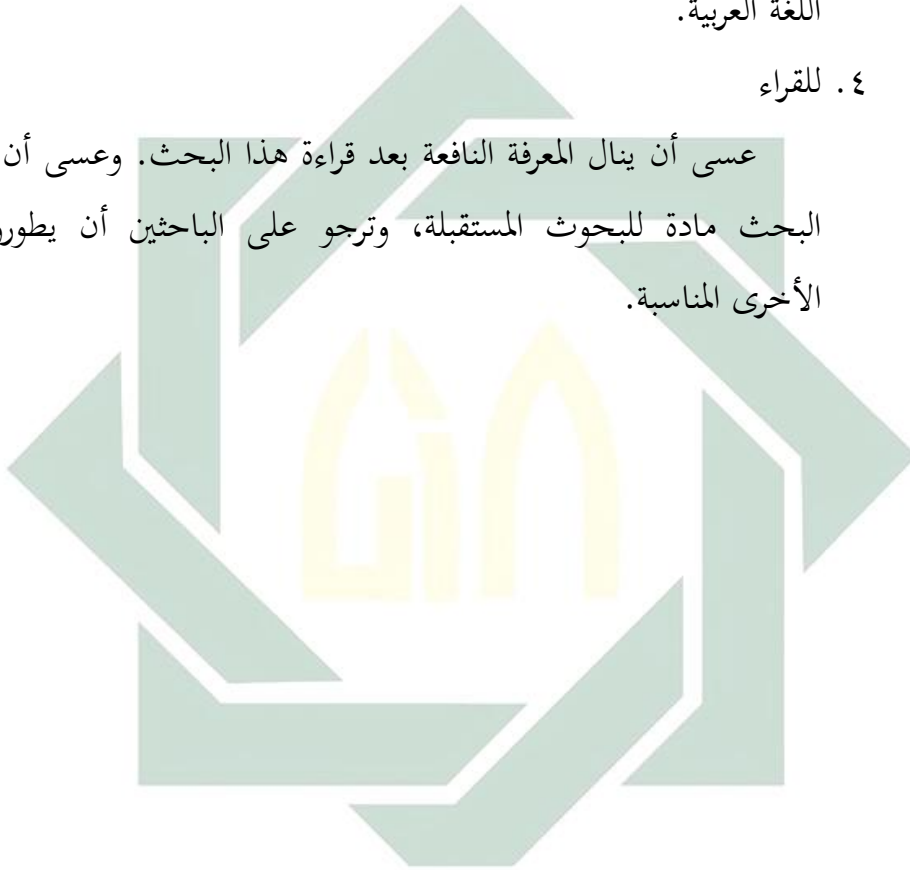 اللغة العربية.
٤. للقراء
عسى أن ينال المعرفة النافعة بعد قراءة هذا البحث. وعسى أن
البحث مادة للبحوث المستقبلة، وترجو على الباحثين أن
الأخرى المناسبة.